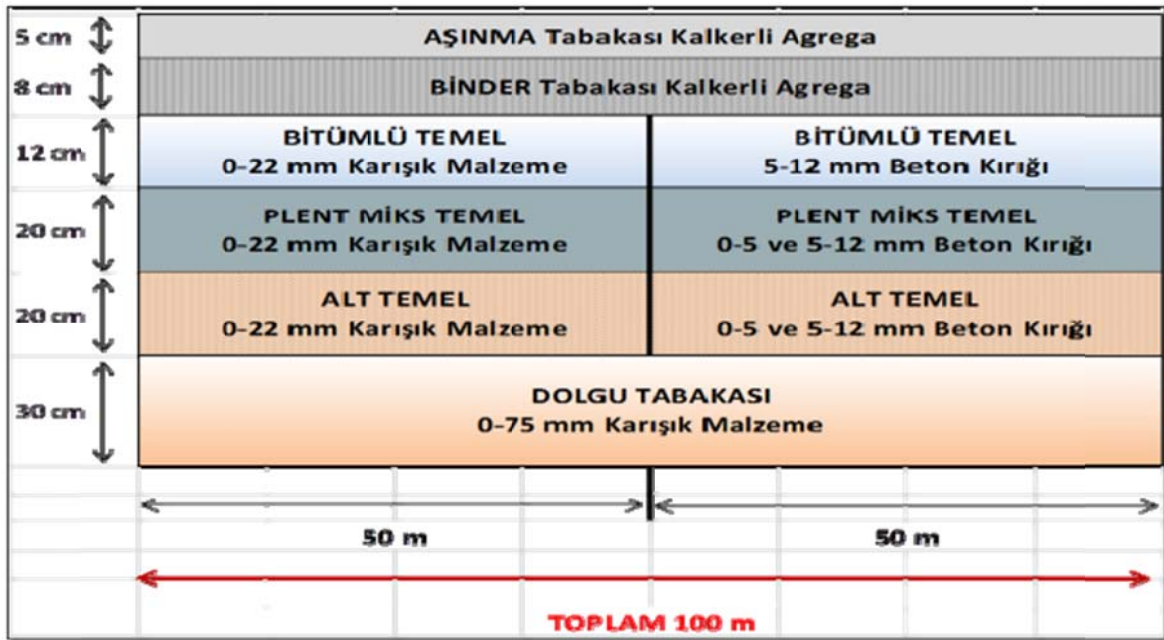 5 cm
AŞINMA Tabakası Kalkerli Agrega
8 cm
BİNDER Tabakası Kalkerli Agrega
12 cm
BİTÜMLÜ TEMEL
0-22 mm Karışık Malzeme
BİTÜMLÜ TEMEL
5-12 mm Beton Kırığı
20 cm
PLENT MİKS TEMEL
0-22 mm Karışık Malzeme
PLENT MİKS TEMEL
0-5 ve 5-12 mm Beton Kırığı
20 cm
ALT TEMEL
0-22 mm Karışık Malzeme
ALT TEMEL
0-5 ve 5-12 mm Beton Kırığı
30 cm
DOLGU TABAKASI
0-75 mm Karışık Malzeme
50 m
50 m
TOPLAM 100 m